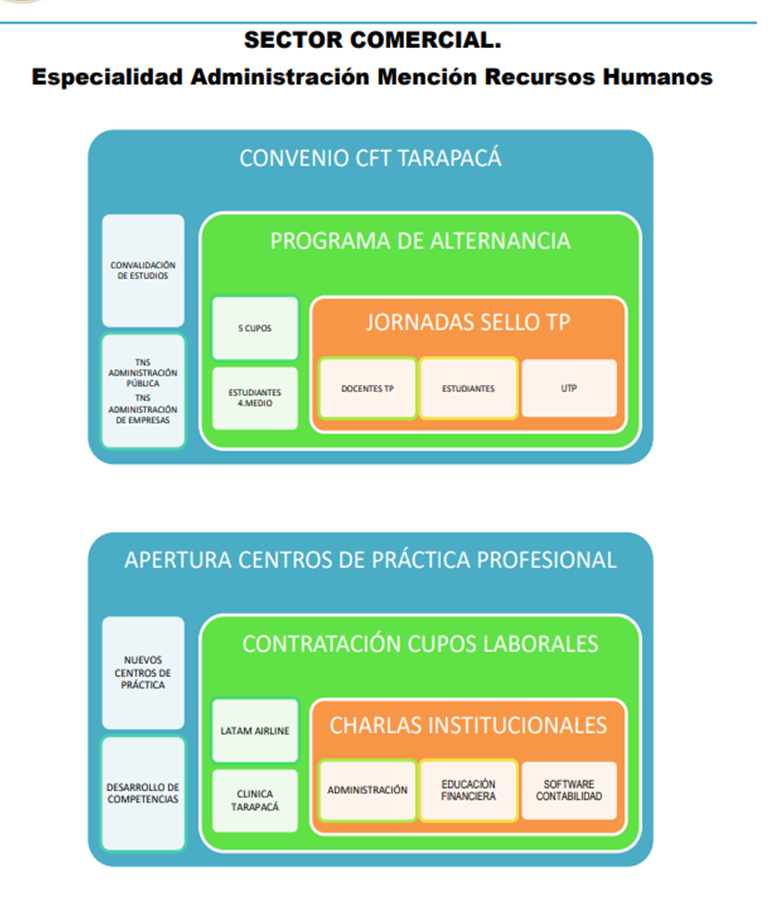 SECTOR COMERCIAL.
Especialidad Administración Mención Recursos Humanos
CONVENIO CFT TARAPACÁ
CONVALIDACIÓN
DE ESTUDIOS
TNS
ADMINISTRACIÓN
PÚBLICA
TNS
ADMINISTRACIÓN
DE EMPRESAS
PROGRAMA DE ALTERNANCIA
5 CUPOS
ESTUDIANTES
4.MEDIO
JORNADAS SELLO TP
DOCENTES TP
ESTUDIANTES
UTP
APERTURA CENTROS DE PRÁCTICA PROFESIONAL
NUEVOS
CENTROS DE
PRÁCTICA
DESARROLLO DE
COMPETENCIAS
CONTRATACIÓN CUPOS LABORALES
LATAM AIRLINE
CLINICA
TARAPACÁ
CHARLAS INSTITUCIONALES
ADMINISTRACIÓN
EDUCACIÓN
FINANCIERA
SOFTWARE
CONTABILIDAD